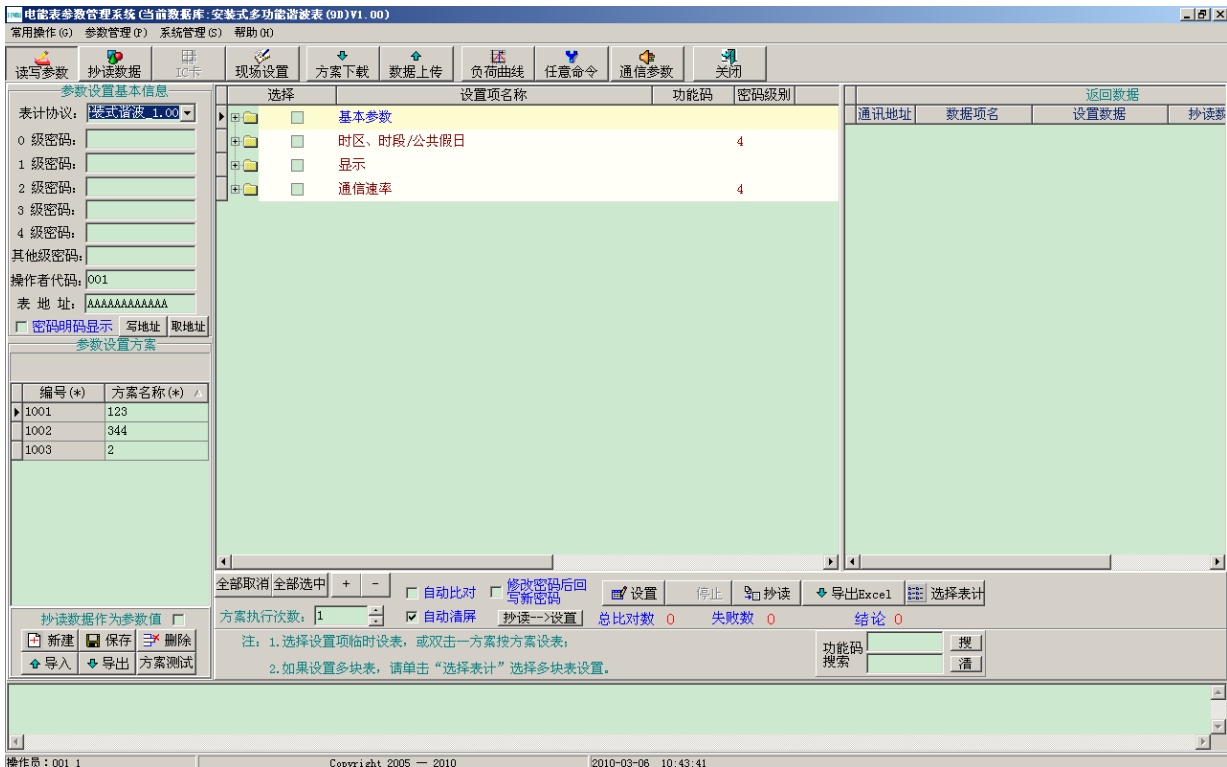 电能表参数管理系统(当前数据库:安装式多功能谐波表(9D)V1.00)
常用操作(G) 参数管理(P) 系统管理(S) 帮助(H)
读写参数 抄读数据 IC卡 现场设置 方案下载 数据上传 负荷曲线 任意命令 通信参数 关闭
参数设置基本信息
表计协议: 装式谐波_1.00
0 级密码:
1 级密码:
2 级密码:
3 级密码:
4 级密码:
其他级密码:
操作者代码: 001
表 地 址: AAAAAAAAAAAA
密码明码显示 写地址 取地址
参数设置方案
编号(*) 方案名称(*)
1001 123
1002 344
1003 2
抄读数据作为参数值
新建 保存 删除
导入 导出 方案测试
选择 设置项名称 功能码 密码级别
基本参数
时区、时段/公共假日 4
显示
通信速率 4
返回数据
通讯地址 数据项名 设置数据 抄读数
全部取消 全部选中 + - 自动比对 修改密码后回写新密码 设置 停止 抄读 导出Excel 选择表计
方案执行次数: 1 自动清屏 抄读-->设置 总比对数 0 失败数 0 结论 0
注: 1.选择设置项临时设表,或双击一方案按方案设表;
2.如果设置多块表,请单击“选择表计”选择多块表设置。
功能码搜索 搜 清
操作员:001 1 Copyright 2005 — 2010 2010-03-06 10:43:41